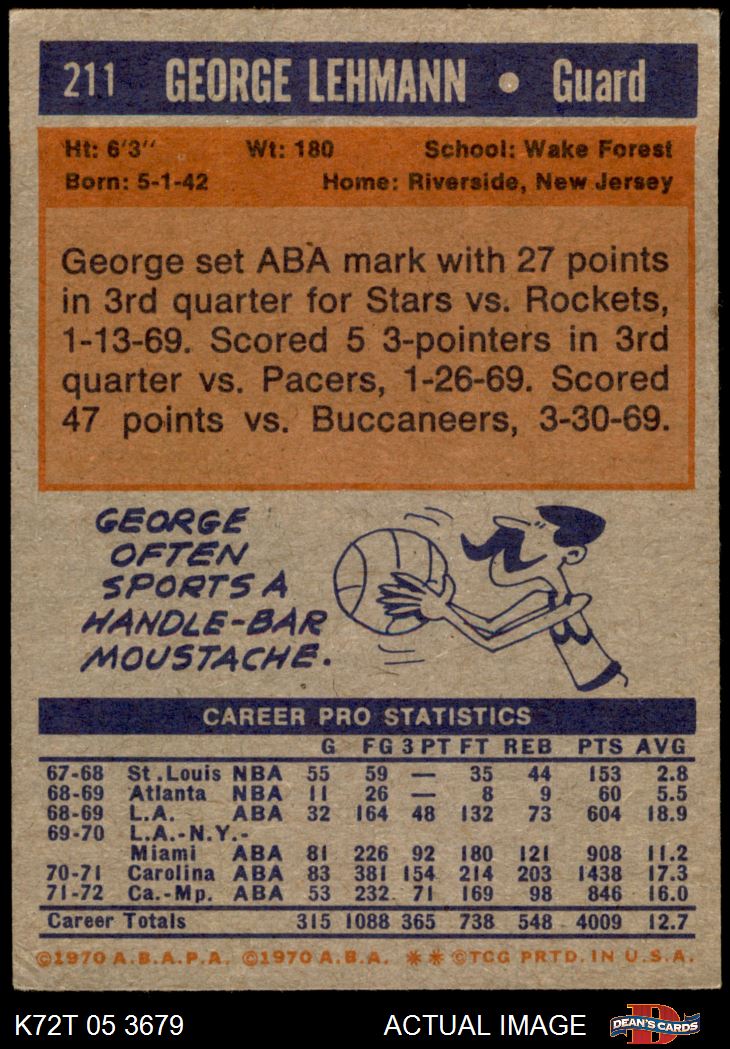 211 GEORGE LEHMANN • Guard
Ht: 6'3" Wt: 180 School: Wake Forest
Born: 5-1-42 Home: Riverside, New Jersey
George set ABA mark with 27 points
in 3rd quarter for Stars vs. Rockets,
1-13-69. Scored 5 3-pointers in 3rd
quarter vs. Pacers, 1-26-69. Scored
47 points vs. Buccaneers, 3-30-69.
GEORGE
OFTEN
SPORTS A
HANDLE-BAR
MOUSTACHE.
CAREER PRO STATISTICS
G FG 3 PT FT REB PTS AVG
67-68 St. Louis NBA 55 59 — 35 44 153 2.8
68-69 Atlanta NBA 11 26 — 8 9 60 5.5
68-69 L.A. ABA 32 164 48 132 73 604 18.9
69-70 L.A.-N.Y.-
Miami ABA 81 226 92 180 121 908 11.2
70-71 Carolina ABA 83 381 154 214 203 1438 17.3
71-72 Ca.-Mp. ABA 53 232 71 169 98 846 16.0
Career Totals 315 1088 365 738 548 4009 12.7
©1970 A.B.A.P.A. ©1970 A.B.A. ** ©TCG PRTD. IN U.S.A.
K72T 05 3679 ACTUAL IMAGE DEAN'S CARDS